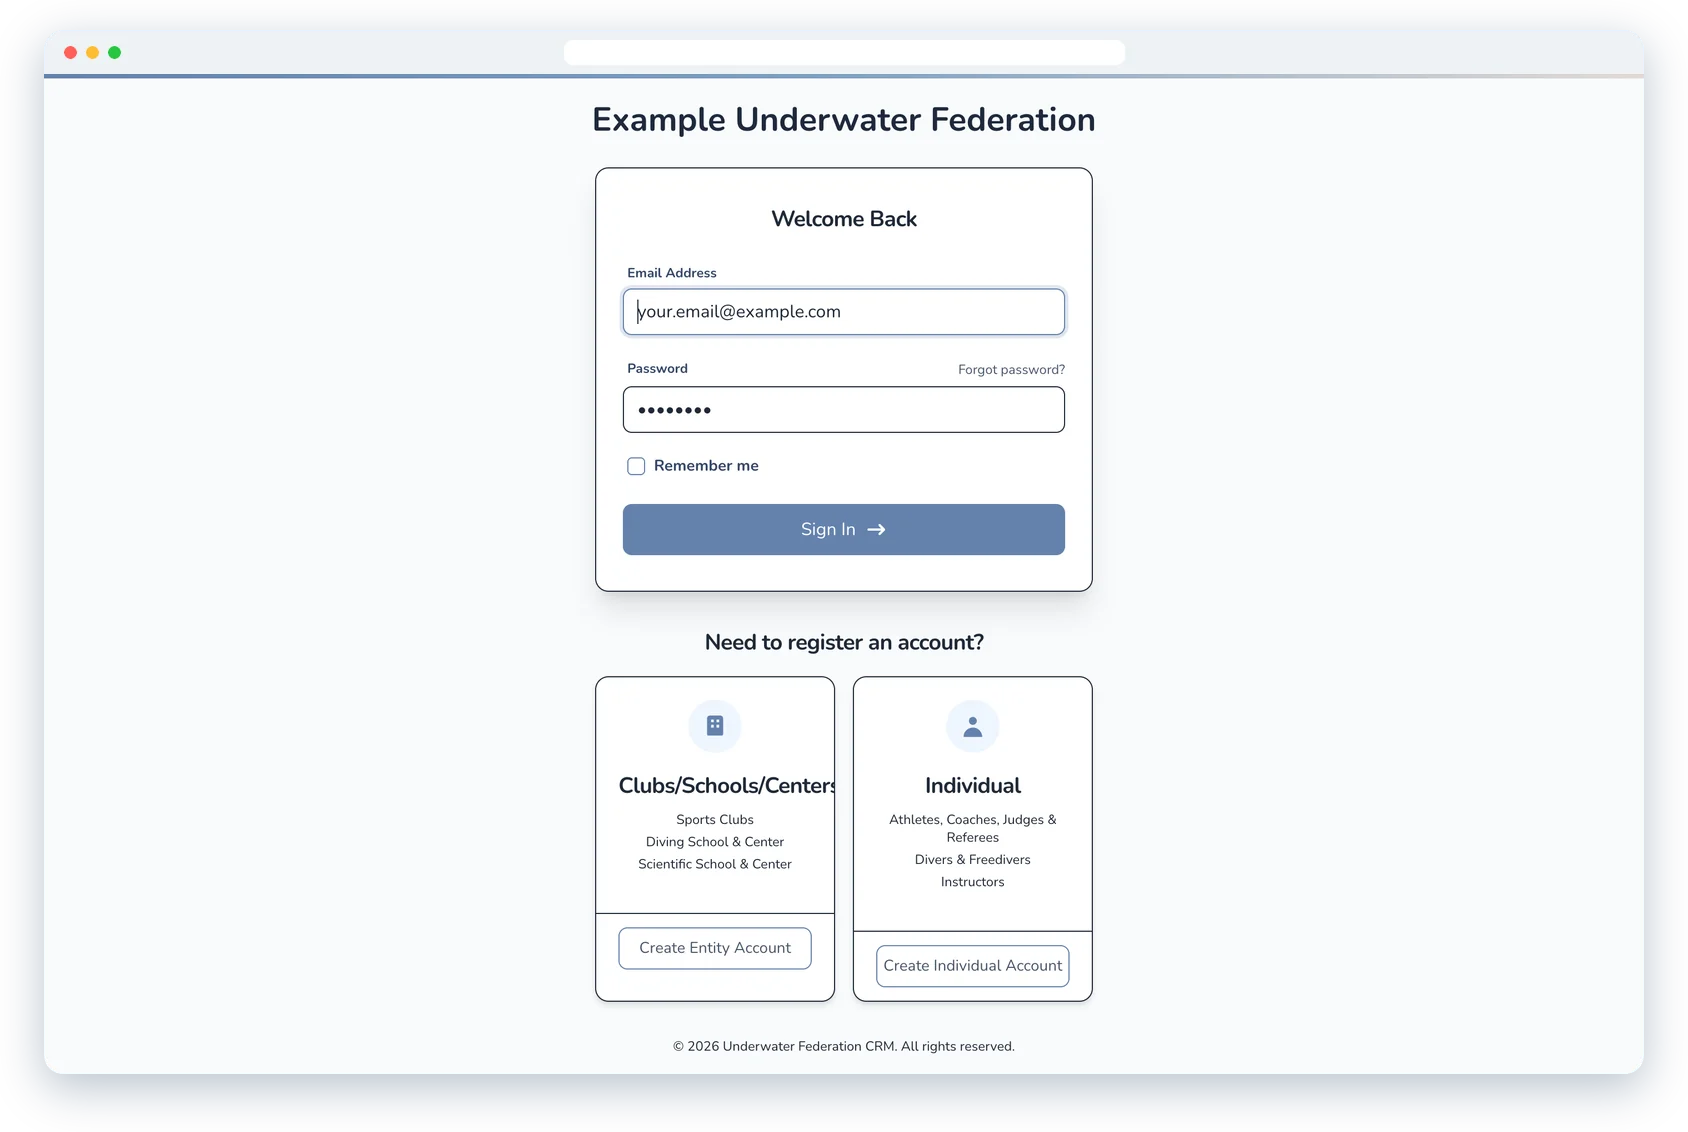 Example Underwater Federation
Welcome Back
Email Address
your.email@example.com
Password
Forgot password?
••••••••
Remember me
Sign In →
Need to register an account?
Clubs/Schools/Centers
Sports Clubs
Diving School & Center
Scientific School & Center
Create Entity Account
Individual
Athletes, Coaches, Judges &
Referees
Divers & Freedivers
Instructors
Create Individual Account
© 2026 Underwater Federation CRM. All rights reserved.